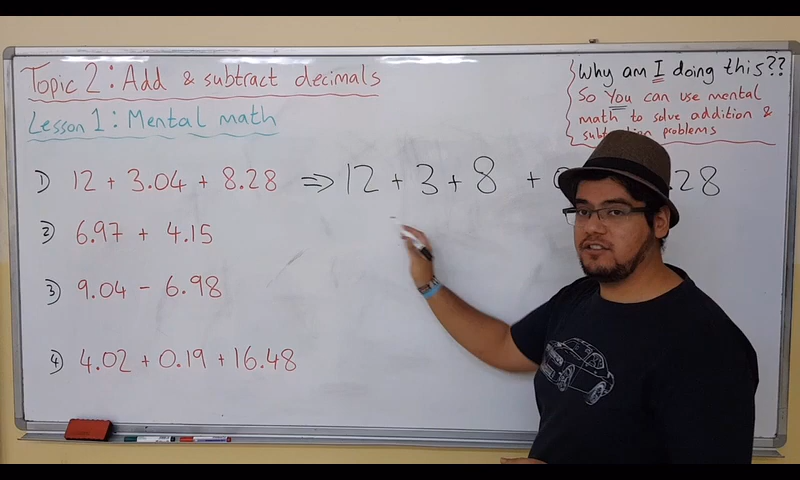 Topic 2: Add & subtract decimals
Lesson 1: Mental math
Why am I doing this??
So You can use mental
math to solve addition &
problems
1) 12 + 3.04 + 8.28 => 12 + 3 + 8 + .28
2) 6.97 + 4.15
3) 9.04 - 6.98
4) 4.02 + 0.19 + 16.48